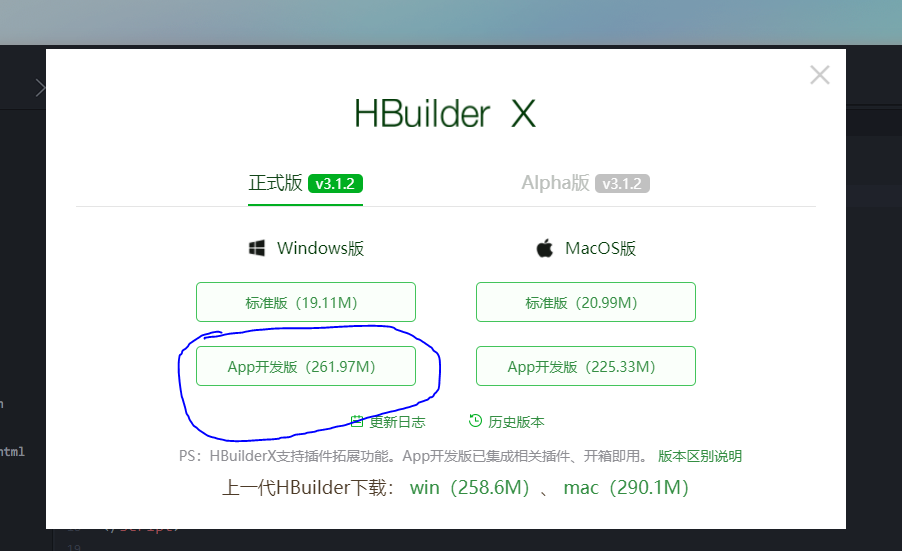 HBuilder X
正式版 v3.1.2 Alpha版 v3.1.2
Windows版 MacOS版
标准版（19.11M） 标准版（20.99M）
App开发版（261.97M） App开发版（225.33M）
更新日志 历史版本
PS：HBuilderX支持插件拓展功能。App开发版已集成相关插件、开箱即用。 版本区别说明
上一代HBuilder下载： win（258.6M）、 mac（290.1M）